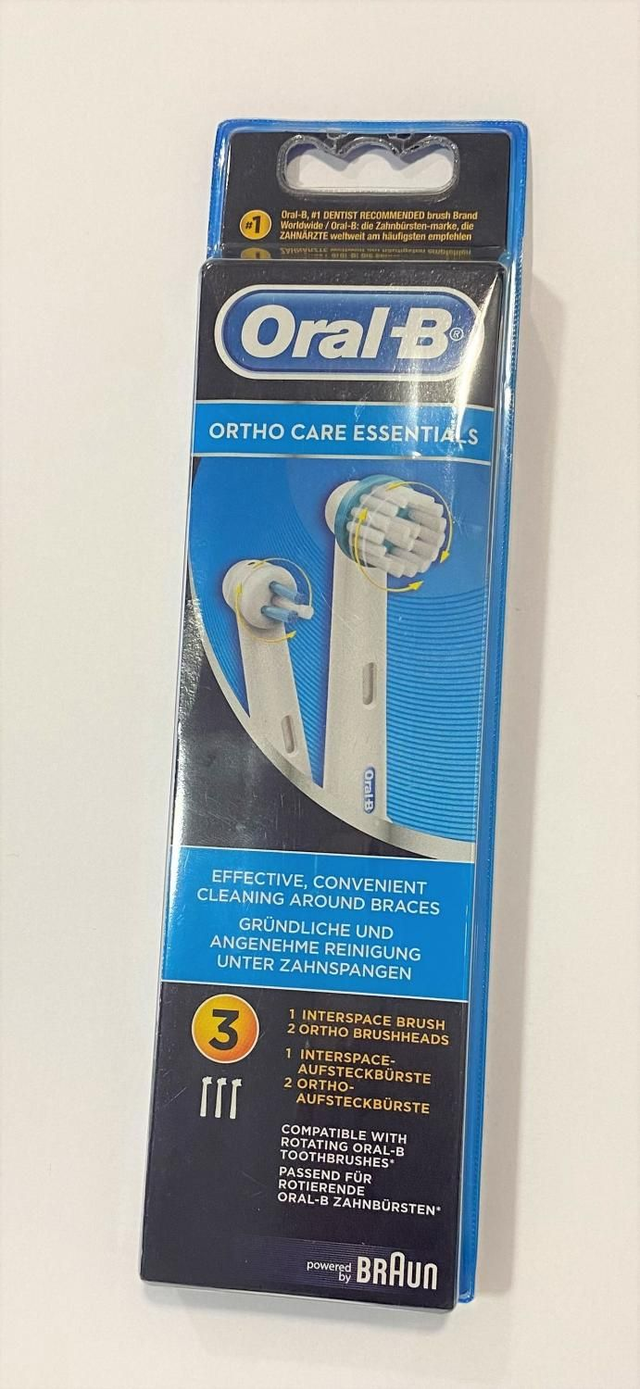 #1
Oral-B, #1 DENTIST RECOMMENDED brush Brand
Worldwide / Oral-B: die Zahnbürsten-marke, die
ZAHNÄRZTE weltweit am häufigsten empfehlen
Oral-B®
ORTHO CARE ESSENTIALS
Oral-B
EFFECTIVE, CONVENIENT
CLEANING AROUND BRACES
GRÜNDLICHE UND
ANGENEHME REINIGUNG
UNTER ZAHNSPANGEN
3
1 INTERSPACE BRUSH
2 ORTHO BRUSHHEADS
1 INTERSPACE-
AUFSTECKBÜRSTE
2 ORTHO-
AUFSTECKBÜRSTE
COMPATIBLE WITH
ROTATING ORAL-B
TOOTHBRUSHES*
PASSEND FÜR
ROTIERENDE
ORAL-B ZAHNBÜRSTEN*
powered
by BRAUN